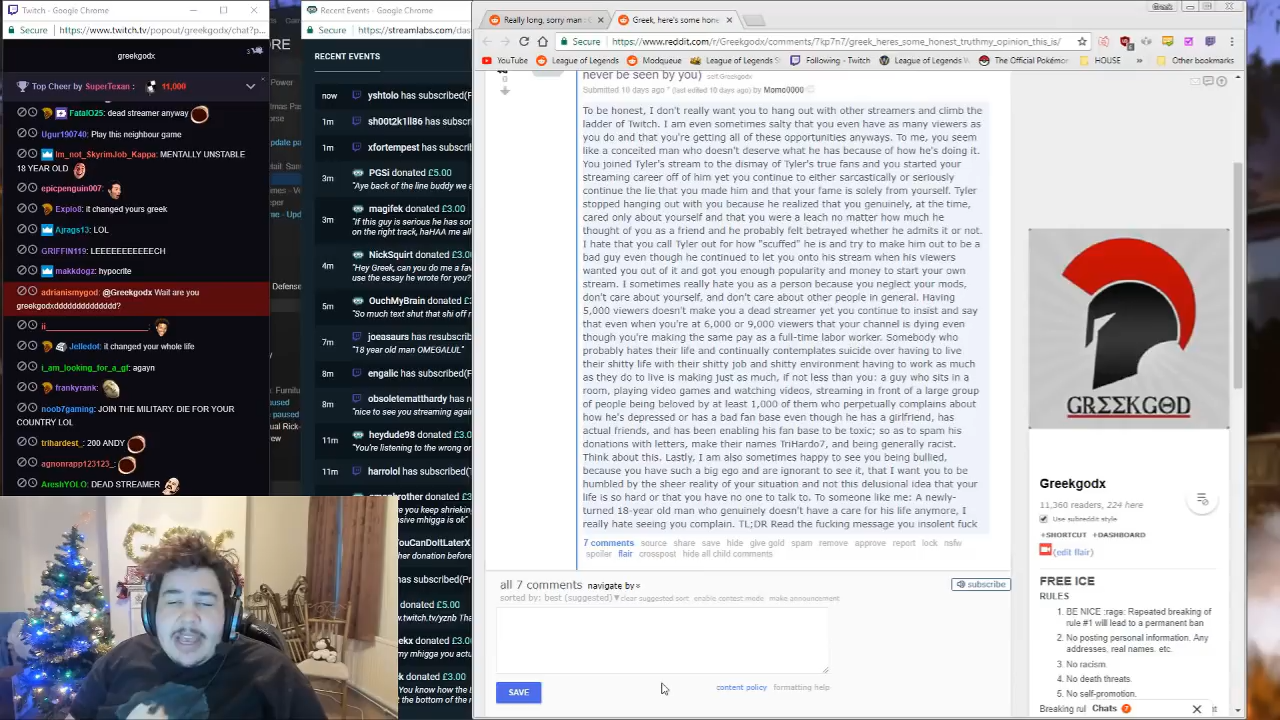 Twitch - Google Chrome
Secure https://www.twitch.tv/popout/greekgodx/chat?p...
greekgodx
Top Cheer by SuperTexan : 11,000
FatalO25: dead streamer anyway
Ugur190740: Play this neighbour game
Im_not_$kyrimJob_Kappa: MENTALLY UNSTABLE
18 YEAR OLD
epicpenguin007:
Explo8: it changed yours greek
Ajrags13: LOL
GRIFFIN119: LEEEEEEEEEECH
makkdogz: hypocrite
adrianismygod: @Greekgodx Wait are you
greekgodxdddddddddddddd?
Jelledot: it changed your whole life
i_am_looking_for_a_gf: agayn
frankyrank:
noob7gaming: JOIN THE MILITARY. DIE FOR YOUR
COUNTRY LOL
trihardest_: 200 ANDY
agnonrapp123123_:
AreshYOLO: DEAD STREAMER
Recent Events - Google Chrome
Secure https://streamlabs.com/das
RECENT EVENTS
now yshtolo has subscribed(F
1m sh00t2k1ll86 has subsc
1m xfortempest has subscr
3m PGSi donated £5.00
"Aye back of the line buddy we a
3m magifek donated £3.00
"If this guy is serious he has son
on the right track, haHAA me al
4m NickSquirt donated £3.0
"Hey Greek, can you do me a fav
use the essay he wrote for you?
5m OuchMyBrain donated £
"So much text shut that shi off n
7m joeasaurs has resubscri
"18 year old man OMEGALUL"
8m engalic has subscribed(
8m obsoletematthardy has
"nice to see you streaming again
11m heydude98 has resubsc
"You're listening to the wrong or
11m harrolol has subscribed
Really long, sorry man
Greek, here's some hone
Secure https://www.reddit.com/r/Greekgodx/comments/7kp7n7/greek_heres_some_honest_truthmy_opinion_this_is/
YouTube League of Legends Moobeat League of Legends S Following - Twitch League of Legends W The Official Pokémon HOUSE Other bookmarks
never be seen by you) self.Greekgodx
Submitted 10 days ago * (last edited 10 days ago) by Momo0000
To be honest, I don't really want you to hang out with other streamers and climb the
ladder of Twitch. I am even sometimes salty that you even have as many viewers as
you do and that you're getting all of these opportunities anyways. To me, you seem
like a conceited man who doesn't deserve what he has because of how he's doing it.
You joined Tyler's stream to the dismay of Tyler's true fans and you started your
streaming career off of him yet you continue to either sarcastically or seriously
continue the lie that you made him and that your fame is solely from yourself. Tyler
stopped hanging out with you because he realized that you genuinely, at the time,
cared only about yourself and that you were a leach no matter how much he
thought of you as a friend and he probably felt betrayed whether he admits it or not.
I hate that you call Tyler out for how "scuffed" he is and try to make him out to be a
bad guy even though he continued to let you onto his stream when his viewers
wanted you out of it and got you enough popularity and money to start your own
stream. I sometimes really hate you as a person because you neglect your mods,
don't care about yourself, and don't care about other people in general. Having
5,000 viewers doesn't make you a dead streamer yet you continue to insist and say
that even when you're at 6,000 or 9,000 viewers that your channel is dying even
though you're making the same pay as a full-time labor worker. Somebody who
probably hates their life and continually contemplates suicide over having to live
their shitty life with their shitty job and shitty environment having to work as much
as they do to live is making just as much, if not less than you: a guy who sits in a
room, playing video games and watching videos, streaming in front of a large group
of people being beloved by at least 1,000 of them who perpetually complains about
how he's depressed or has a bad fan base even though he has a girlfriend, has
actual friends, and has been enabling his fan base to be toxic; so as to spam his
donations with letters, make their names TriHardo7, and being generally racist.
Think about this. Lastly, I am also sometimes happy to see you being bullied,
because you have such a big ego and are ignorant to see it, that I want you to be
humbled by the sheer reality of your situation and not this delusional idea that your
life is so hard or that you have no one to talk to. To someone like me: A newly-
turned 18-year old man who genuinely doesn't have a care for his life anymore, I
really hate seeing you complain. TL;DR Read the fucking message you insolent fuck
7 comments source share save hide give gold spam remove approve report lock nsfw
spoiler flair crosspost hide all child comments
all 7 comments navigate by
subscribe
sorted by: best (suggested) clear suggested sort enable contest mode make announcement
SAVE
content policy formatting help
GREEKGOD
Greekgodx
11,360 readers, 224 here
Use subreddit style
+SHORTCUT +DASHBOARD
(edit flair)
FREE ICE
RULES
1. BE NICE :rage: Repeated breaking of
rule #1 will lead to a permanent ban
2. No posting personal information. Any
addresses, real names. etc.
3. No racism.
4. No death threats.
5. No self-promotion.
Breaking rul
Chats 7